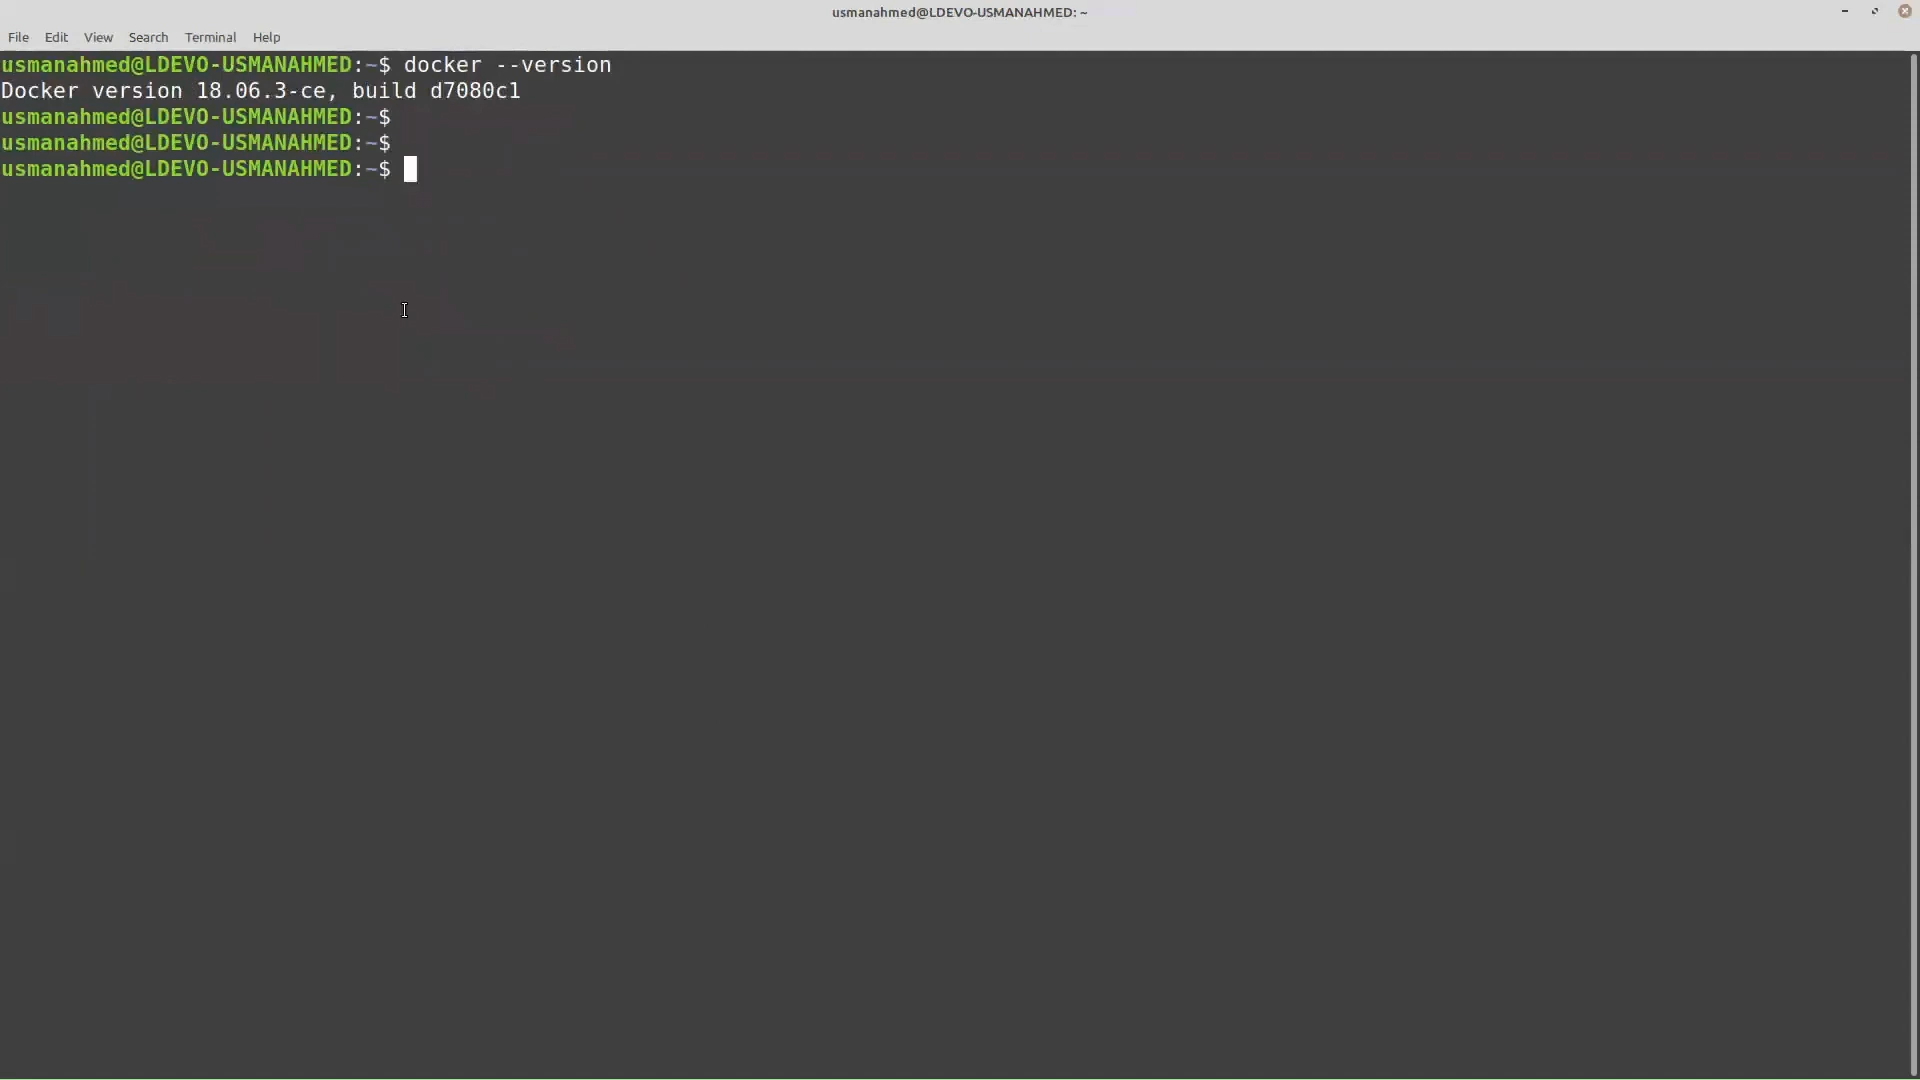 usmanahmed@LDEVO-USMANAHMED: ~
File Edit View Search Terminal Help
usmanahmed@LDEVO-USMANAHMED:~$ docker --version
Docker version 18.06.3-ce, build d7080c1
usmanahmed@LDEVO-USMANAHMED:~$
usmanahmed@LDEVO-USMANAHMED:~$
usmanahmed@LDEVO-USMANAHMED:~$